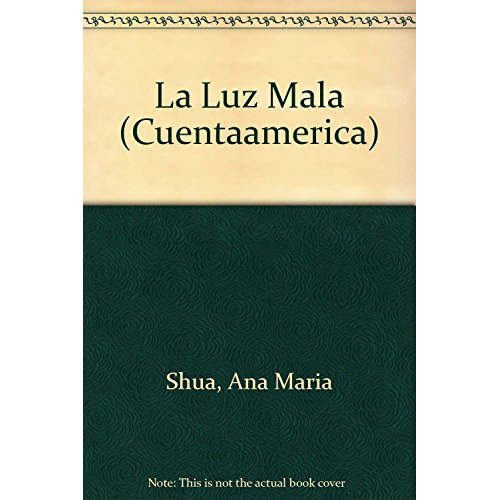 La Luz Mala
(Cuentaamerica)
Shua, Ana Maria
Note: This is not the actual book cover